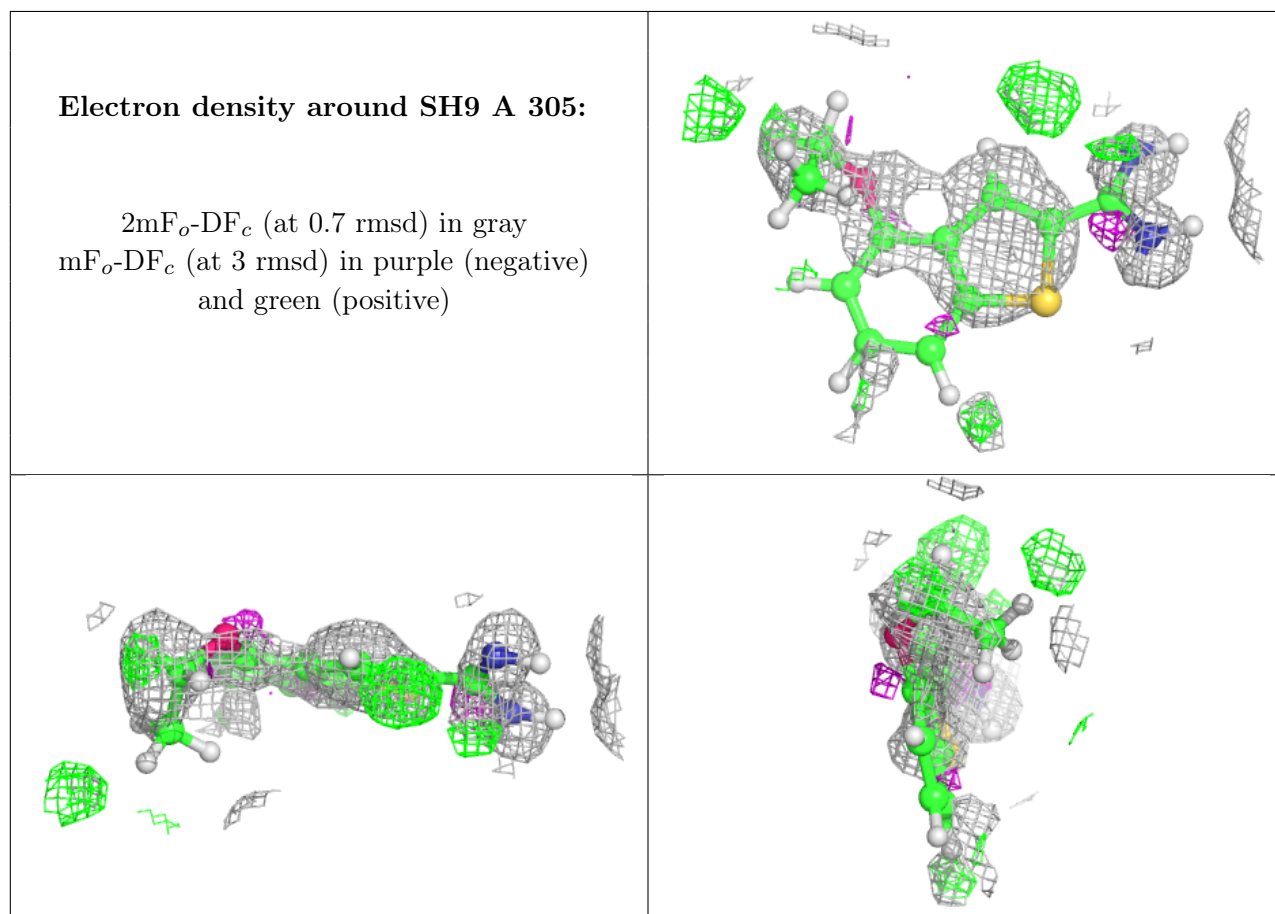 Electron density around SH9 A 305:
2mFo-DFc (at 0.7 rmsd) in gray
mFo-DFc (at 3 rmsd) in purple (negative)
and green (positive)